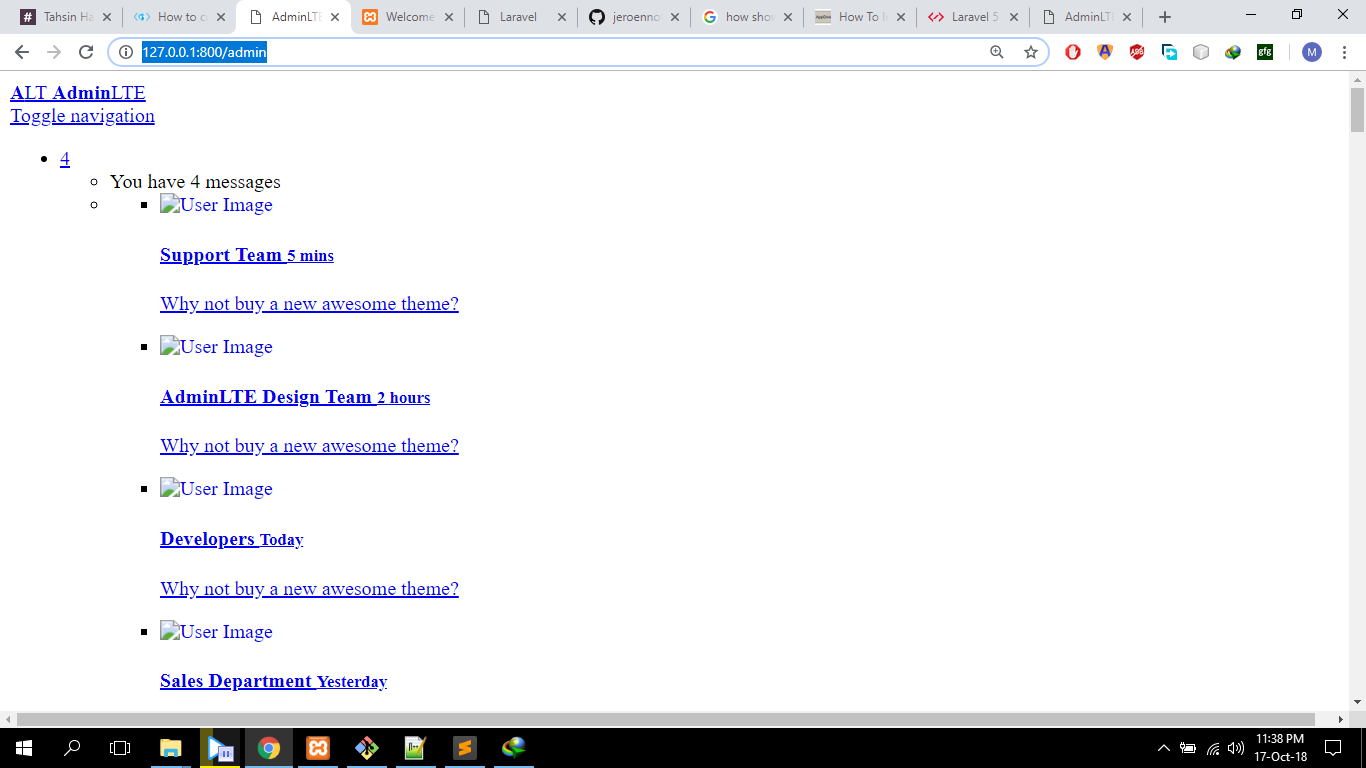 Tahsin Ha
How to c
AdminLTE
Welcome
Laravel
jeroenno
how shou
How To I
Laravel 5
AdminLTE
127.0.0.1:800/admin
M
ALT AdminLTE
Toggle navigation
4
You have 4 messages
User Image
Support Team 5 mins
Why not buy a new awesome theme?
User Image
AdminLTE Design Team 2 hours
Why not buy a new awesome theme?
User Image
Developers Today
Why not buy a new awesome theme?
User Image
Sales Department Yesterday
11:38 PM
17-Oct-18